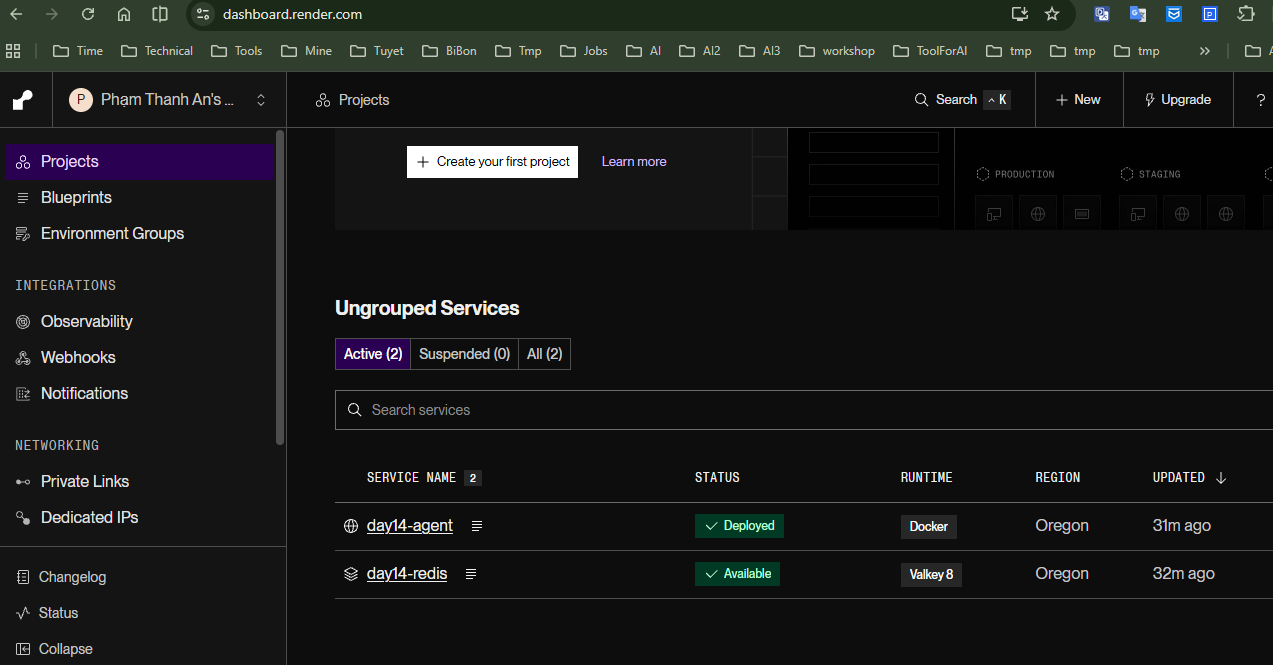 dashboard.render.com
Time Technical Tools Mine Tuyet BiBon Tmp Jobs AI AI2 AI3 workshop ToolForAI tmp tmp tmp »
P Phạm Thanh An's ... Projects Search ^ K + New Upgrade ?
Projects
Blueprints
Environment Groups
INTEGRATIONS
Observability
Webhooks
Notifications
NETWORKING
Private Links
Dedicated IPs
Changelog
Status
Collapse
+ Create your first project Learn more
PRODUCTION STAGING
Ungrouped Services
Active (2) Suspended (0) All (2)
Search services
SERVICE NAME 2 STATUS RUNTIME REGION UPDATED ↓
day14-agent ✓ Deployed Docker Oregon 31m ago
day14-redis ✓ Available Valkey 8 Oregon 32m ago